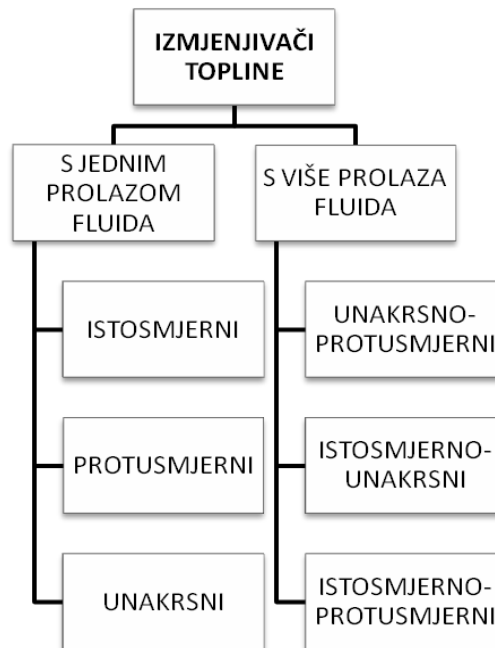 IZMJENJIVAČI
TOPLINE
S JEDNIM
PROLAZOM
FLUIDA
S VIŠE PROLAZA
FLUIDA
ISTOSMJERNI
PROTUSMJERNI
UNAKRSNI
UNAKRSNO-
PROTUSMJERNI
ISTOSMJERNO-
UNAKRSNI
ISTOSMJERNO-
PROTUSMJERNI